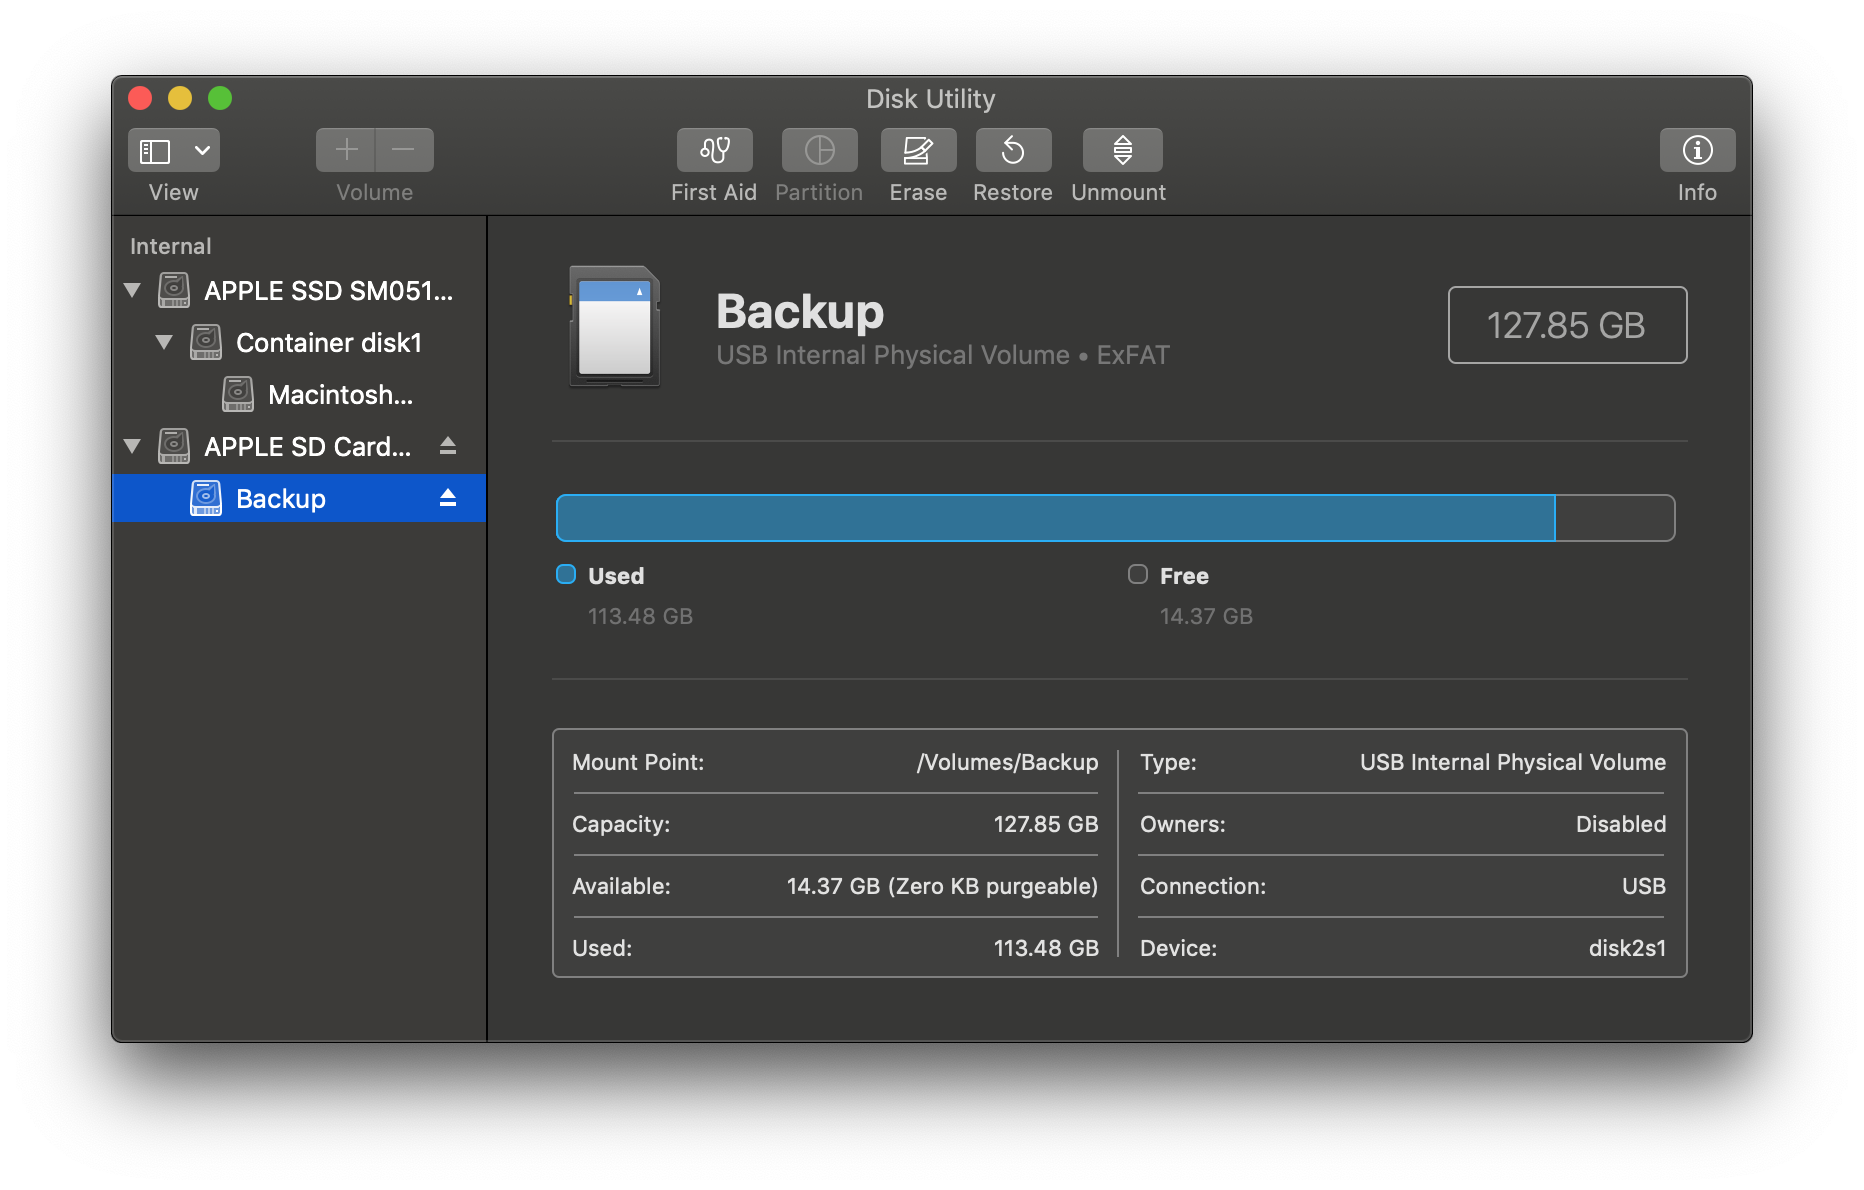 Disk Utility
View
Volume
First Aid
Partition
Erase
Restore
Unmount
Info
Internal
APPLE SSD SM051...
Container disk1
Macintosh...
APPLE SD Card...
Backup
Backup
USB Internal Physical Volume • ExFAT
127.85 GB
Used
113.48 GB
Free
14.37 GB
Mount Point: /Volumes/Backup
Capacity: 127.85 GB
Available: 14.37 GB (Zero KB purgeable)
Used: 113.48 GB
Type: USB Internal Physical Volume
Owners: Disabled
Connection: USB
Device: disk2s1